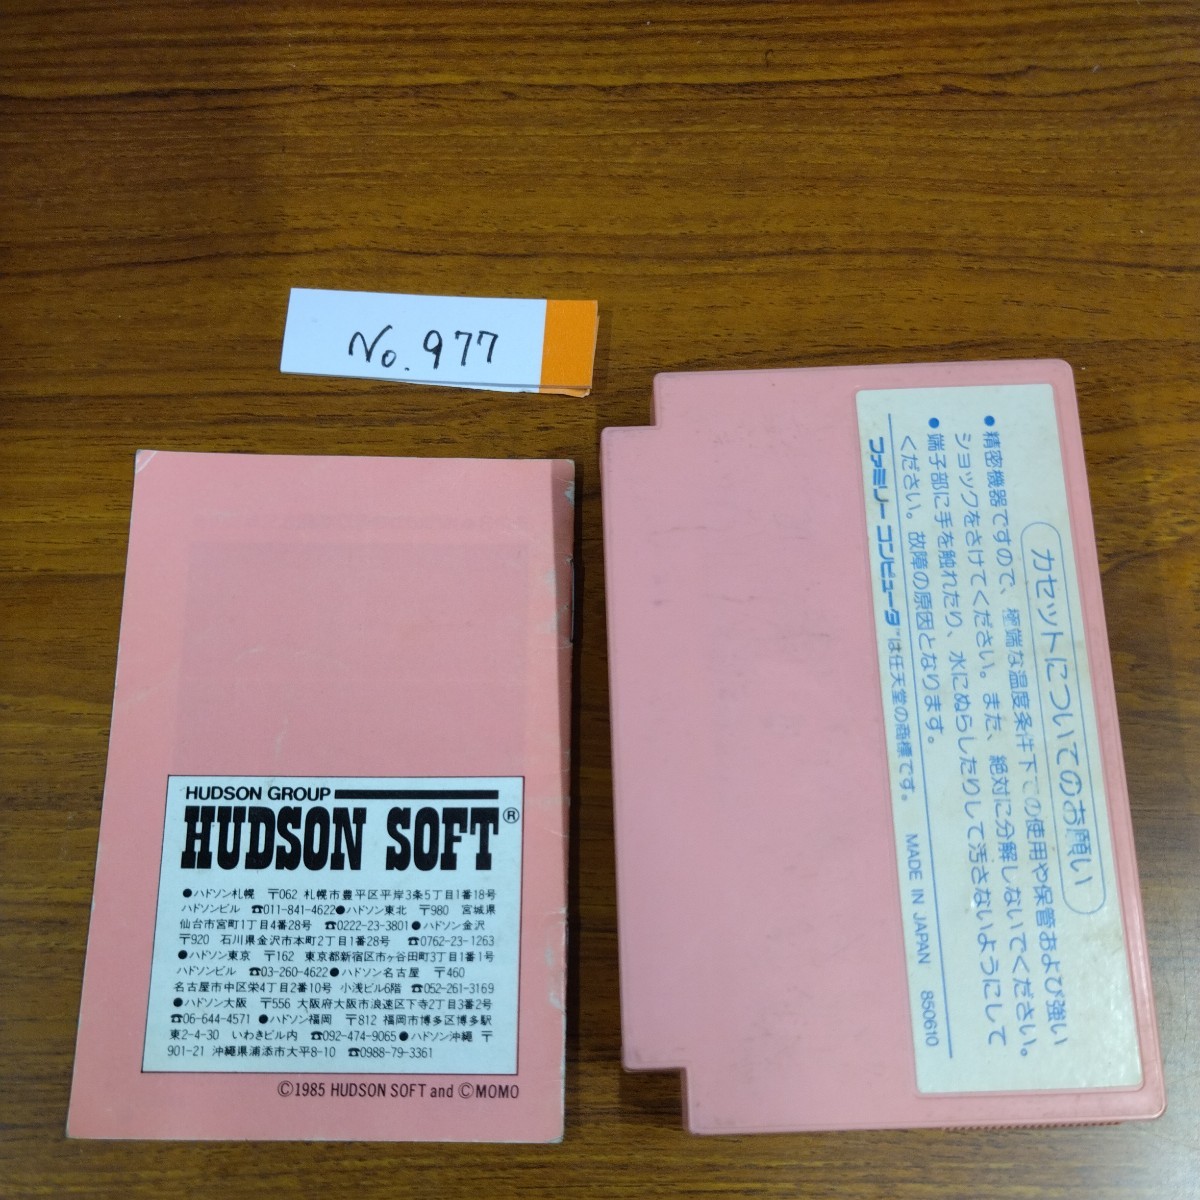 No. 977
HUDSON GROUP
HUDSON SOFT®
●ハドソン札幌 〒062 札幌市豊平区平岸3条5丁目1番18号
ハドソンビル ☎011-841-4622●ハドソン東北 〒980 宮城県
仙台市宮町1丁目4番28号 ☎0222-23-3801●ハドソン金沢
〒920 石川県金沢市本町2丁目1番28号 ☎0762-23-1263
●ハドソン東京 〒162 東京都新宿区市ヶ谷田町3丁目1番1号
ハドソンビル ☎03-260-4622●ハドソン名古屋 〒460
名古屋市中区栄4丁目2番10号 小浅ビル6階 ☎052-261-3169
●ハドソン大阪 〒556 大阪府大阪市浪速区下寺2丁目3番2号
☎06-644-4571 ●ハドソン福岡 〒812 福岡市博多区博多駅
東2-4-30 いわきビル内 ☎092-474-9065●ハドソン沖縄 〒
901-21 沖縄県浦添市大平8-10 ☎0988-79-3361
©1985 HUDSON SOFT and ©MOMO
カセットについてのお願い
●精密機器ですので、極端な温度条件下での使用や保管および強い
ショックをさけてください。また、絶対に分解しないでください。
●端子部に手を触れたり、水にぬらしたりして汚さないようにして
ください。故障の原因となります。
ファミリーコンピュータ™は任天堂の商標です。 MADE IN JAPAN 850610